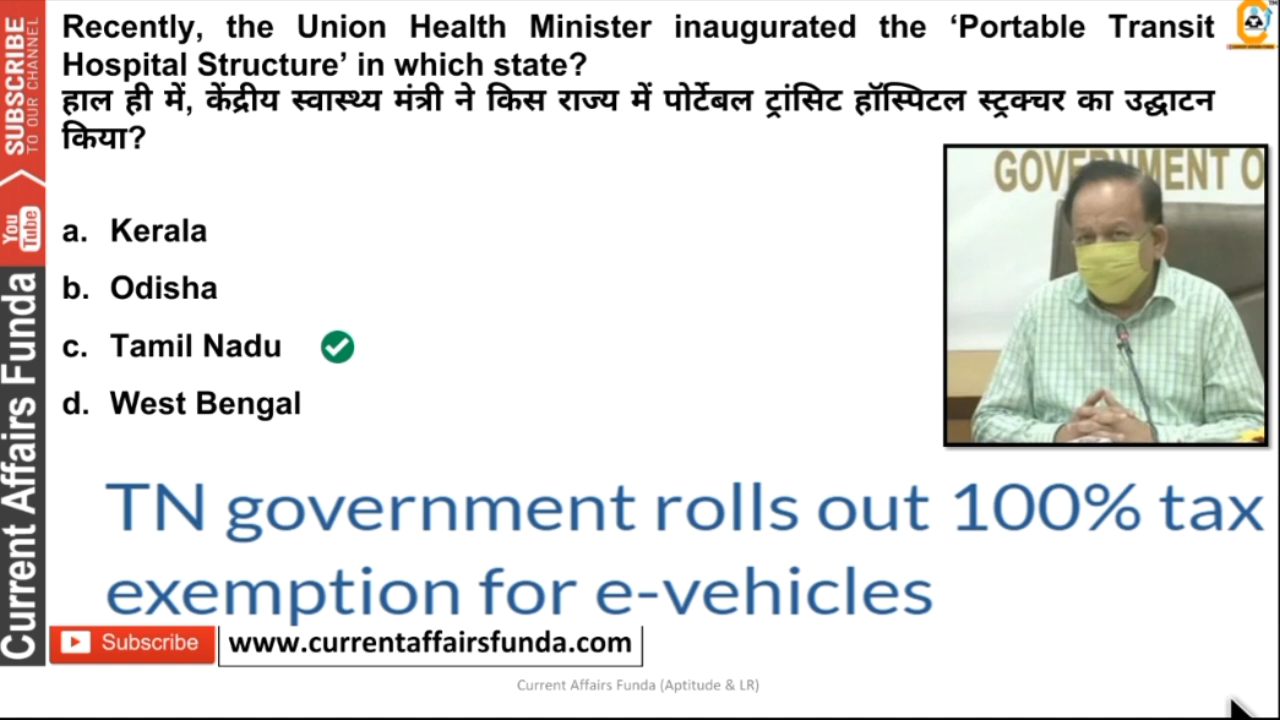 Recently, the Union Health Minister inaugurated the ‘Portable Transit
Hospital Structure’ in which state?
हाल ही में, केंद्रीय स्वास्थ्य मंत्री ने किस राज्य में पोर्टेबल ट्रांसिट हॉस्पिटल स्ट्रक्चर का उद्घाटन
किया?
GOVERNMENT O
a. Kerala
b. Odisha
c. Tamil Nadu
d. West Bengal
TN government rolls out 100% tax
exemption for e-vehicles
Subscribe
www.currentaffairsfunda.com
Current Affairs Funda (Aptitude & LR)
SUBSCRIBE
TO OUR CHANNEL
You
Tube
Current Affairs Funda